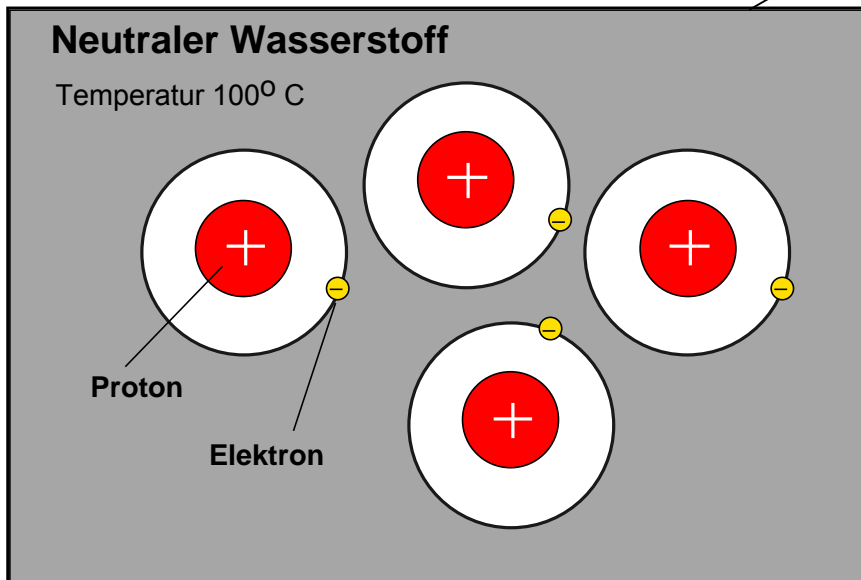 Neutraler Wasserstoff
Temperatur 100º C
+
+
+
−
−
−
−
+
Proton
Elektron